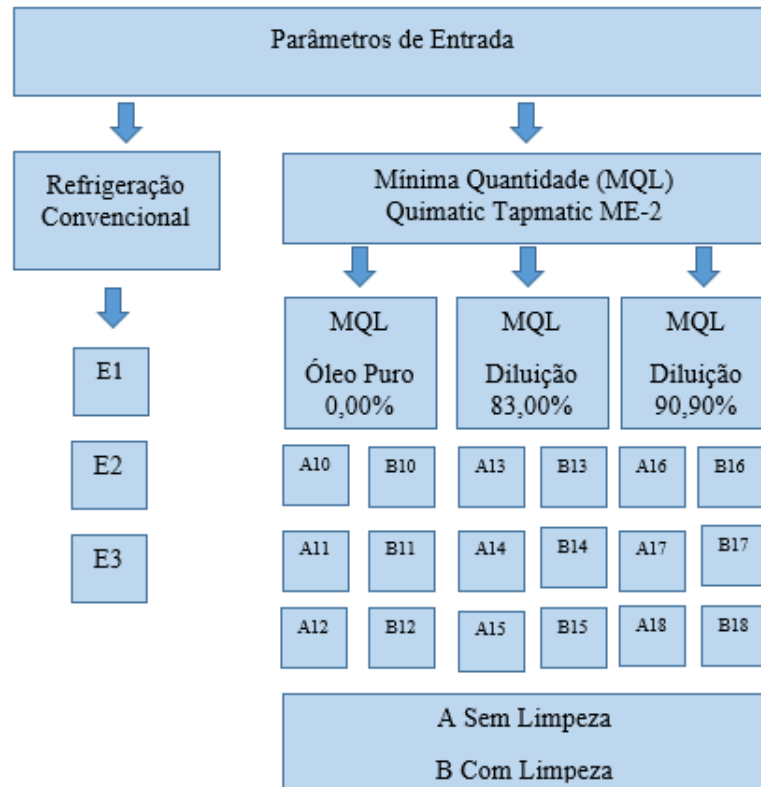 Parâmetros de Entrada
Refrigeração
Convencional
Mínima Quantidade (MQL)
Quimatic Tapmatic ME-2
E1
E2
E3
MQL
Óleo Puro
0,00%
MQL
Diluição
83,00%
MQL
Diluição
90,90%
A10 B10 A13 B13 A16 B16
A11 B11 A14 B14 A17 B17
A12 B12 A15 B15 A18 B18
A Sem Limpeza
B Com Limpeza